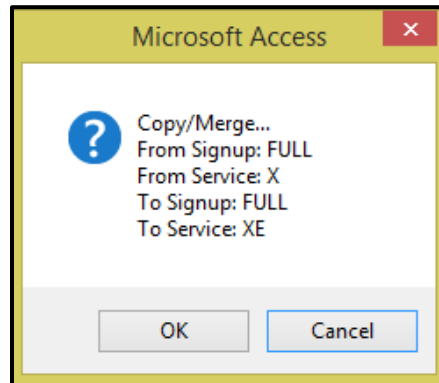 Microsoft Access
Copy/Merge...
From Signup: FULL
From Service: X
To Signup: FULL
To Service: XE
OK
Cancel